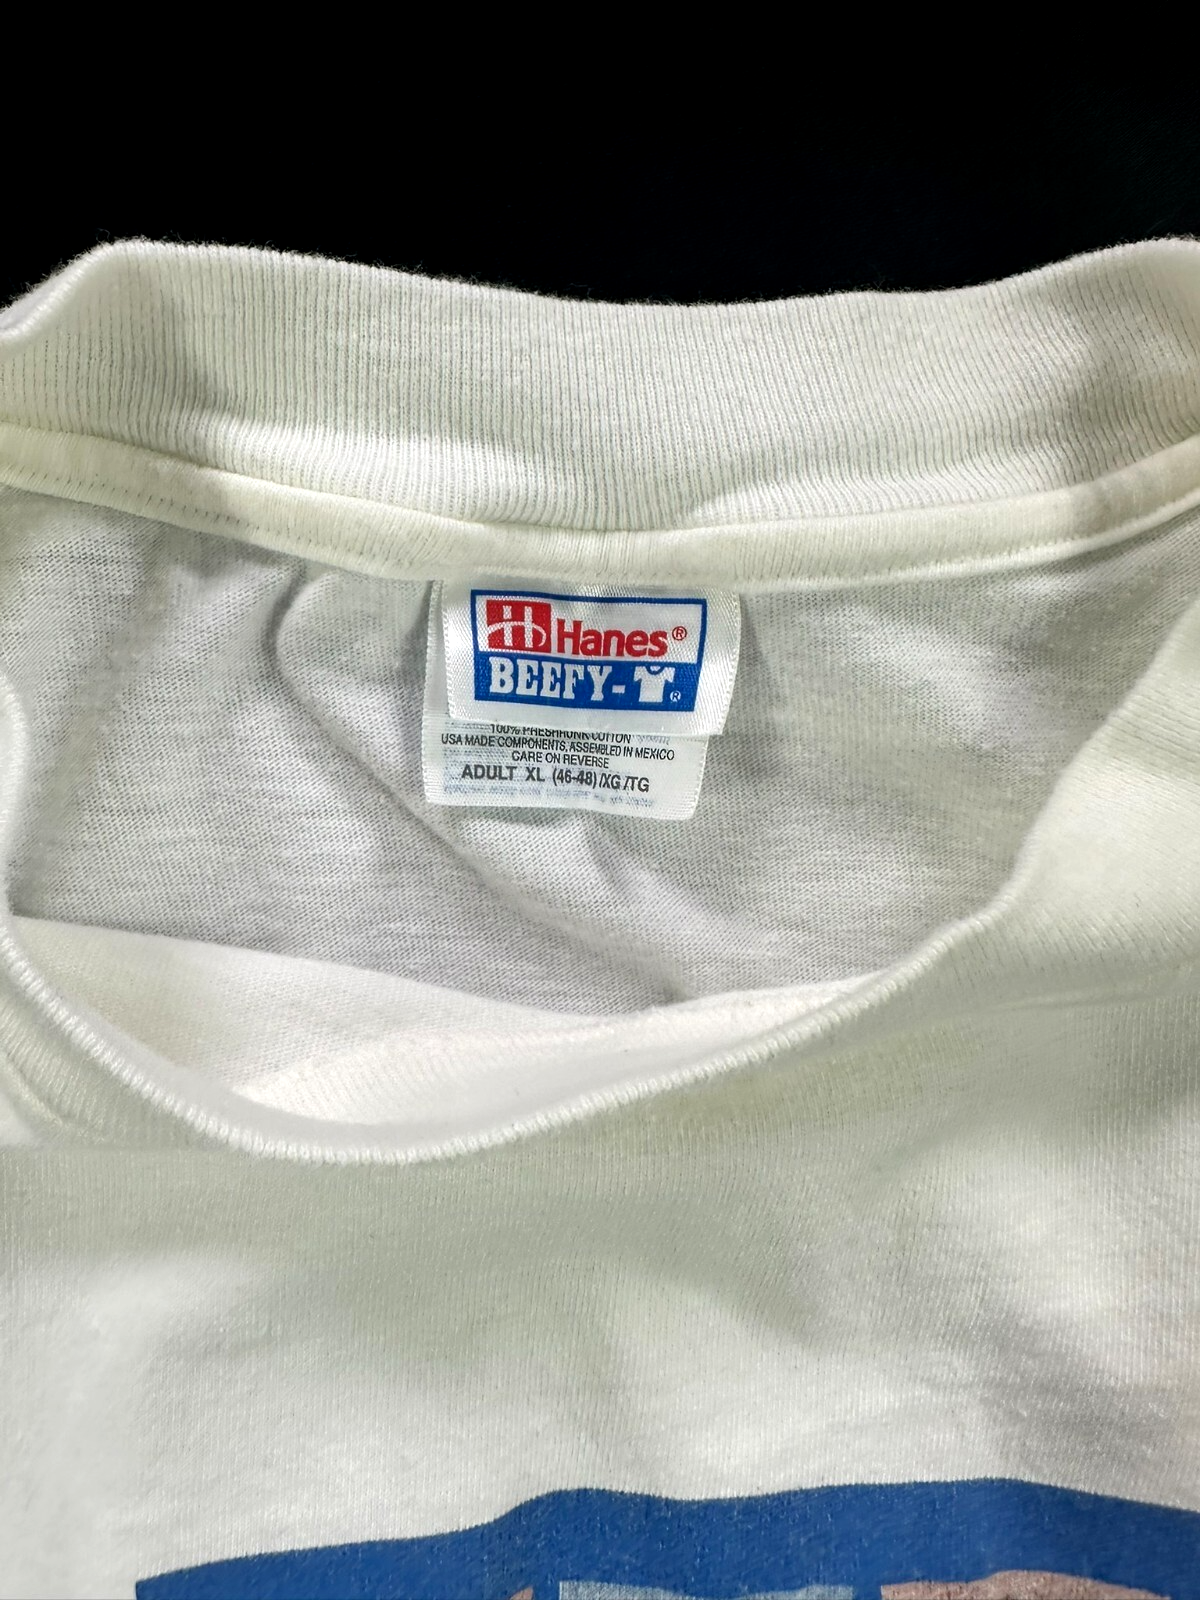 Hanes®
BEEFY-T®
100% PRESHRUNK COTTON
USA MADE COMPONENTS, ASSEMBLED IN MEXICO
CARE ON REVERSE
ADULT XL (46-48)/XG/TG